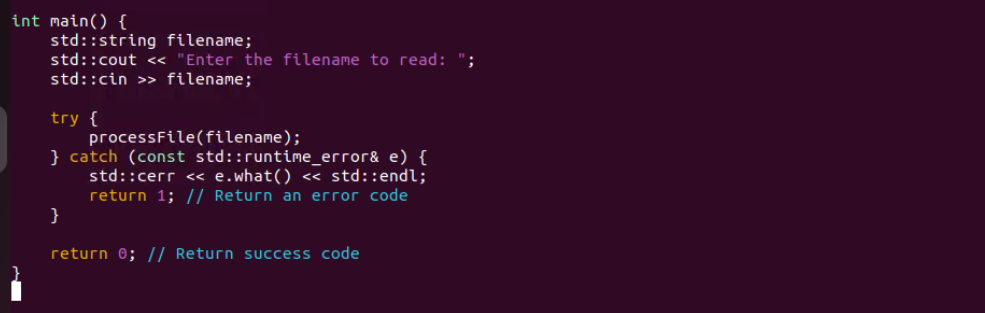 int main() {
    std::string filename;
    std::cout << "Enter the filename to read: ";
    std::cin >> filename;

    try {
        processFile(filename);
    } catch (const std::runtime_error& e) {
        std::cerr << e.what() << std::endl;
        return 1; // Return an error code
    }

    return 0; // Return success code
}